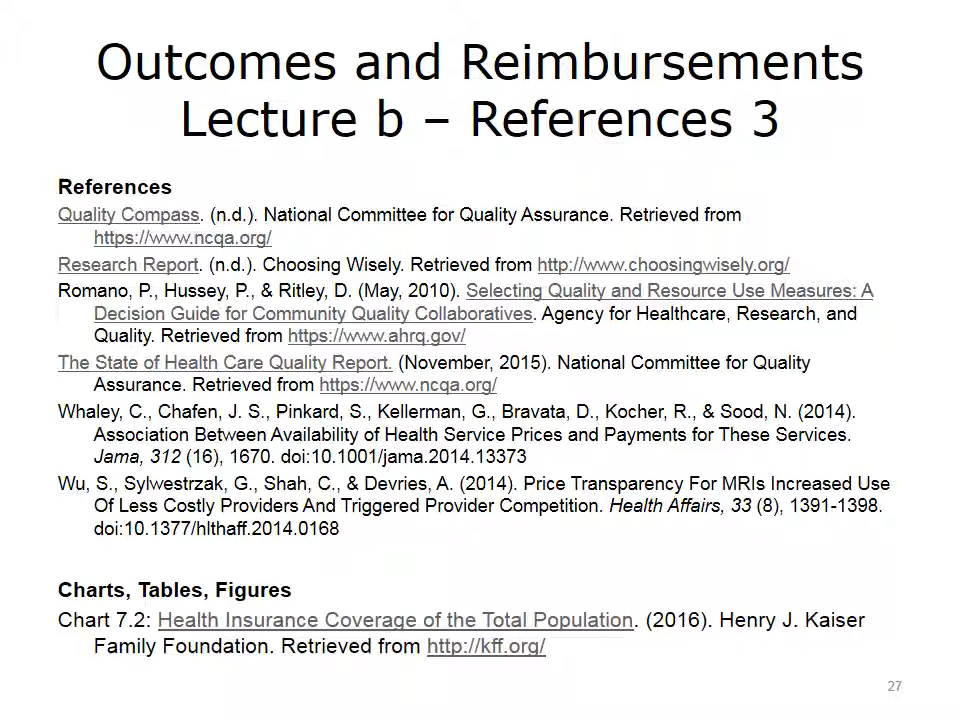 Outcomes and Reimbursements
Lecture b – References 3
References
Quality Compass. (n.d.). National Committee for Quality Assurance. Retrieved from
https://www.ncqa.org/
Research Report. (n.d.). Choosing Wisely. Retrieved from http://www.choosingwisely.org/
Romano, P., Hussey, P., & Ritley, D. (May, 2010). Selecting Quality and Resource Use Measures: A
Decision Guide for Community Quality Collaboratives. Agency for Healthcare, Research, and
Quality. Retrieved from https://www.ahrq.gov/
The State of Health Care Quality Report. (November, 2015). National Committee for Quality
Assurance. Retrieved from https://www.ncqa.org/
Whaley, C., Chafen, J. S., Pinkard, S., Kellerman, G., Bravata, D., Kocher, R., & Sood, N. (2014).
Association Between Availability of Health Service Prices and Payments for These Services.
Jama, 312 (16), 1670. doi:10.1001/jama.2014.13373
Wu, S., Sylwestrzak, G., Shah, C., & Devries, A. (2014). Price Transparency For MRIs Increased Use
Of Less Costly Providers And Triggered Provider Competition. Health Affairs, 33 (8), 1391-1398.
doi:10.1377/hlthaff.2014.0168
Charts, Tables, Figures
Chart 7.2: Health Insurance Coverage of the Total Population. (2016). Henry J. Kaiser
Family Foundation. Retrieved from http://kff.org/
27